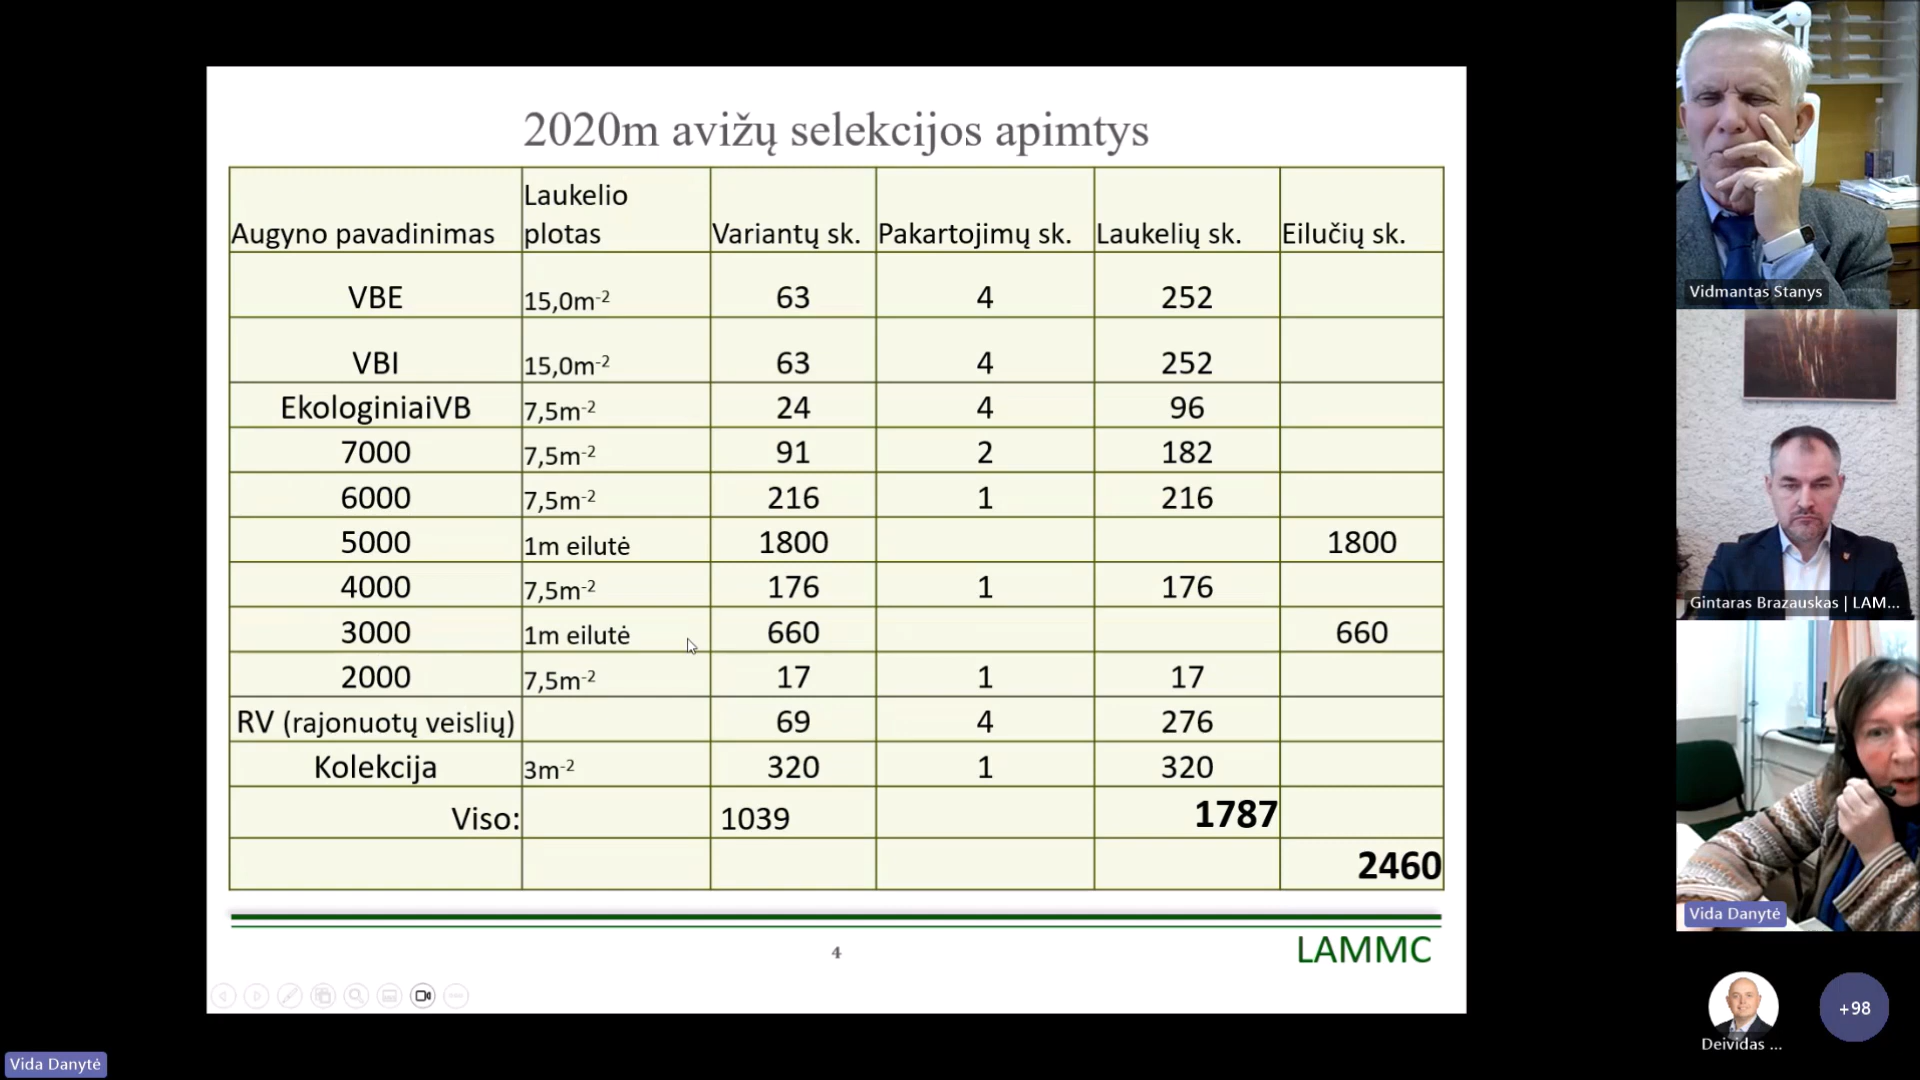 2020m avižų selekcijos apimtys
Augyno pavadinimas Laukelio plotas Variantų sk. Pakartojimų sk. Laukelių sk. Eilučių sk.
VBE 15,0m-2 63 4 252
VBI 15,0m-2 63 4 252
EkologiniaiVB 7,5m-2 24 4 96
7000 7,5m-2 91 2 182
6000 7,5m-2 216 1 216
5000 1m eilutė 1800 1800
4000 7,5m-2 176 1 176
3000 1m eilutė 660 660
2000 7,5m-2 17 1 17
RV (rajonuotų veislių) 69 4 276
Kolekcija 3m-2 320 1 320
Viso: 1039 1787
2460
4
LAMMC
Vidmantas Stanys
Gintaras Brazauskas | LAM...
Vida Danytė
Deividas ...
+98
Vida Danytė